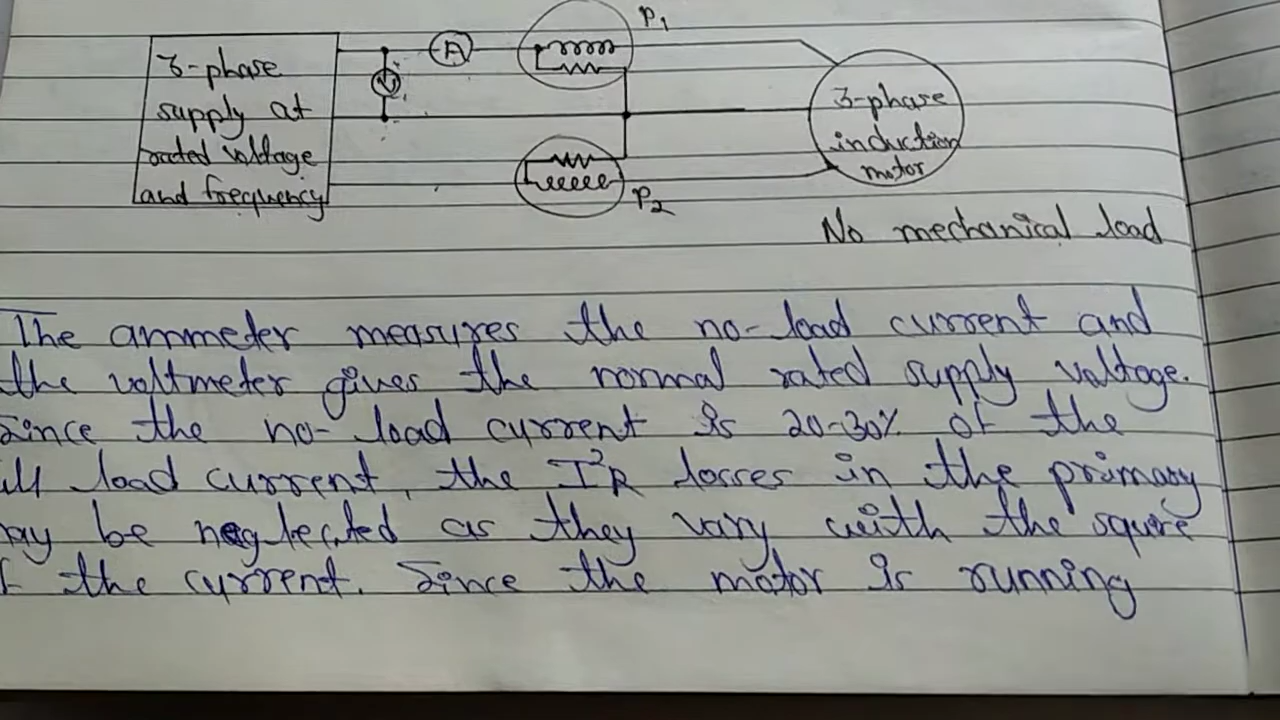 3-phase
supply at
rated voltage
and frequency
V
A
P1
P2
3-phase
induction
motor
No mechanical load
The ammeter measures the no-load current and
the voltmeter gives the normal rated supply voltage.
Since the no-load current is 20-30% of the
load current, the I²R losses in the primary
be neglected as they vary with the square
the current. Since the motor is running